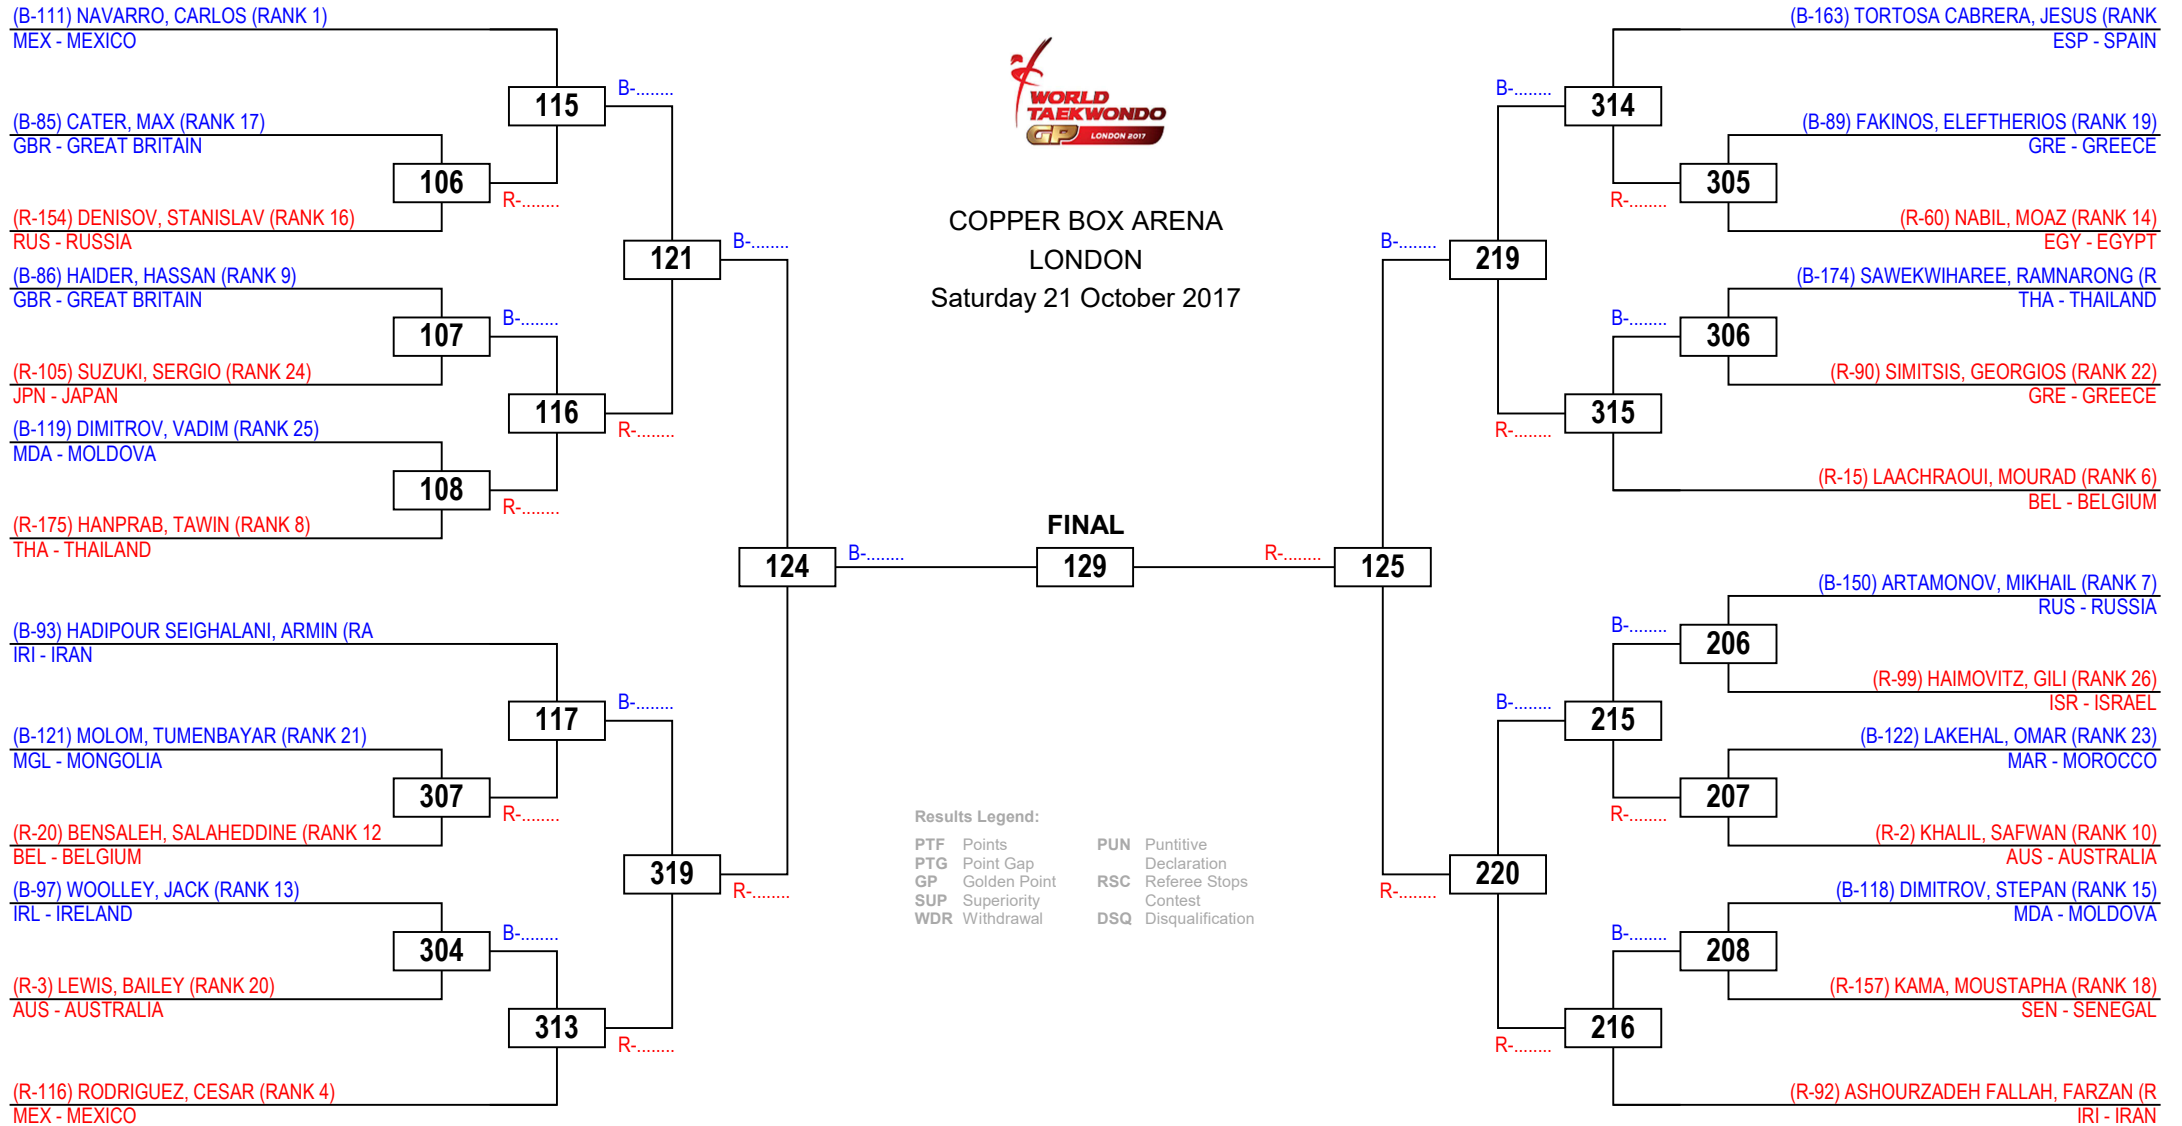 (B-111) NAVARRO, CARLOS (RANK 1)
MEX - MEXICO
115
B-........
(B-85) CATER, MAX (RANK 17)
GBR - GREAT BRITAIN
106
R-........
(R-154) DENISOV, STANISLAV (RANK 16)
RUS - RUSSIA
121
B-........
(B-86) HAIDER, HASSAN (RANK 9)
GBR - GREAT BRITAIN
107
B-........
(R-105) SUZUKI, SERGIO (RANK 24)
JPN - JAPAN
116
R-........
(B-119) DIMITROV, VADIM (RANK 25)
MDA - MOLDOVA
108
R-........
(R-175) HANPRAB, TAWIN (RANK 8)
THA - THAILAND
124
B-........
(B-93) HADIPOUR SEIGHALANI, ARMIN (RA
IRI - IRAN
117
B-........
(B-121) MOLOM, TUMENBAYAR (RANK 21)
MGL - MONGOLIA
307
R-........
(R-20) BENSALEH, SALAHEDDINE (RANK 12
BEL - BELGIUM
319
R-........
(B-97) WOOLLEY, JACK (RANK 13)
IRL - IRELAND
304
B-........
(R-3) LEWIS, BAILEY (RANK 20)
AUS - AUSTRALIA
313
R-........
(R-116) RODRIGUEZ, CESAR (RANK 4)
MEX - MEXICO
WORLD
TAEKWONDO
GP LONDON 2017
COPPER BOX ARENA
LONDON
Saturday 21 October 2017
FINAL
129
Results Legend:
PTF Points
PTG Point Gap
GP Golden Point
SUP Superiority
WDR Withdrawal
PUN Puntitive
Declaration
RSC Referee Stops
Contest
DSQ Disqualification
(B-163) TORTOSA CABRERA, JESUS (RANK
ESP - SPAIN
B-........
314
(B-89) FAKINOS, ELEFTHERIOS (RANK 19)
GRE - GREECE
305
R-........
(R-60) NABIL, MOAZ (RANK 14)
EGY - EGYPT
B-........
219
(B-174) SAWEKWIHAREE, RAMNARONG (R
THA - THAILAND
B-........
306
(R-90) SIMITSIS, GEORGIOS (RANK 22)
GRE - GREECE
315
R-........
(R-15) LAACHRAOUI, MOURAD (RANK 6)
BEL - BELGIUM
R-........
125
(B-150) ARTAMONOV, MIKHAIL (RANK 7)
RUS - RUSSIA
B-........
206
(R-99) HAIMOVITZ, GILI (RANK 26)
ISR - ISRAEL
B-........
215
(B-122) LAKEHAL, OMAR (RANK 23)
MAR - MOROCCO
207
R-........
(R-2) KHALIL, SAFWAN (RANK 10)
AUS - AUSTRALIA
220
R-........
(B-118) DIMITROV, STEPAN (RANK 15)
MDA - MOLDOVA
B-........
208
(R-157) KAMA, MOUSTAPHA (RANK 18)
SEN - SENEGAL
216
R-........
(R-92) ASHOURZADEH FALLAH, FARZAN (R
IRI - IRAN